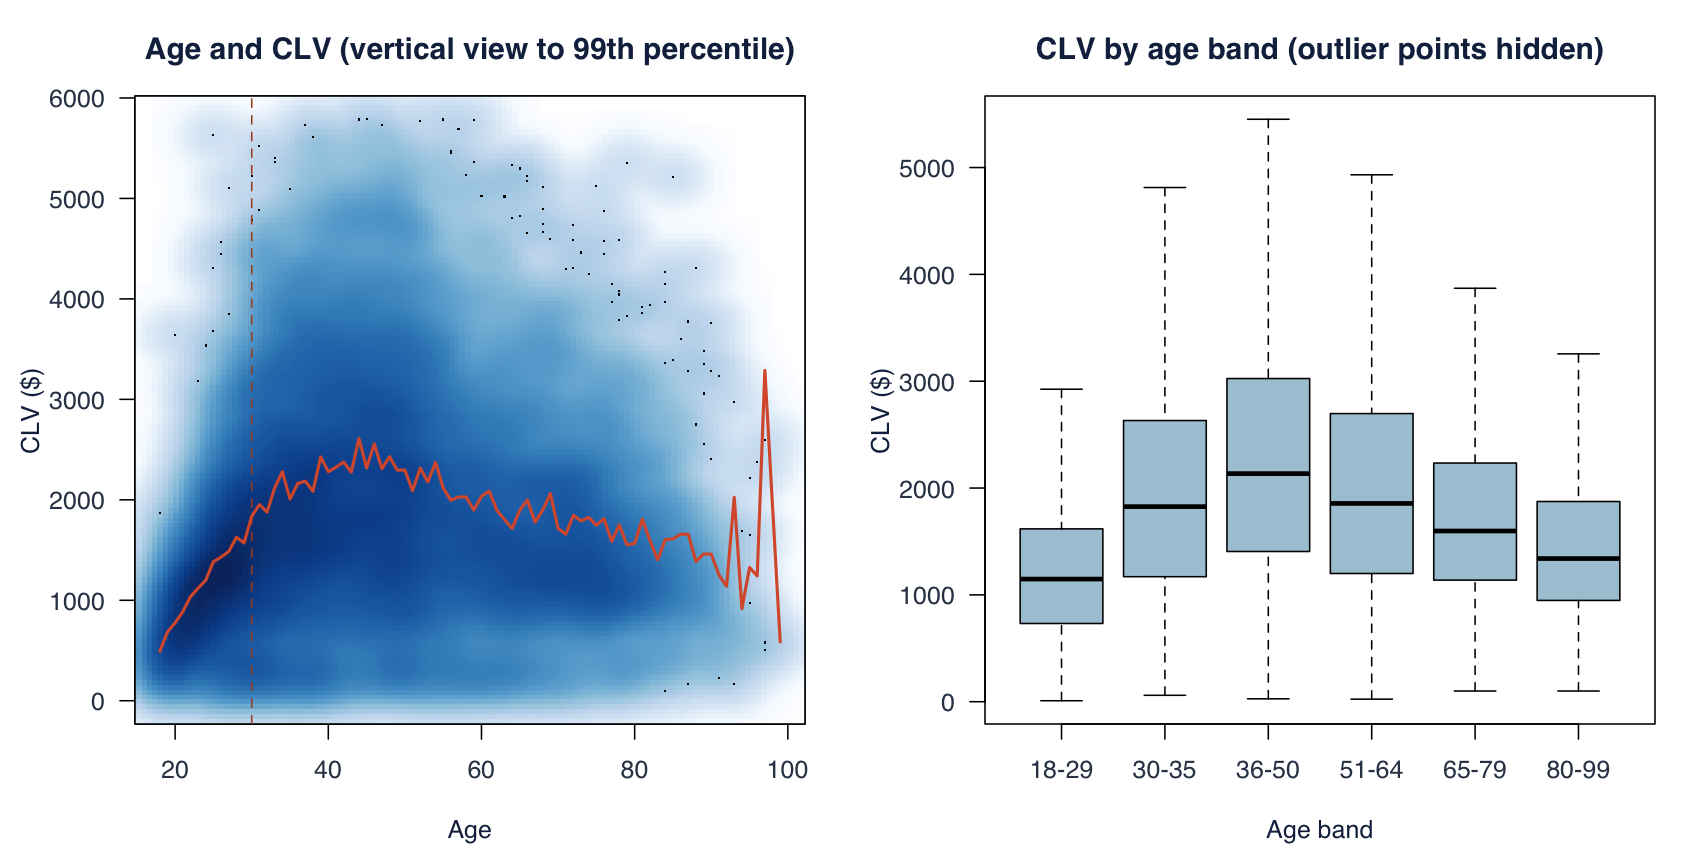 Age and CLV (vertical view to 99th percentile)
CLV ($)
6000
5000
4000
3000
2000
1000
0
20 40 60 80 100
Age
CLV by age band (outlier points hidden)
CLV ($)
5000
4000
3000
2000
1000
0
18-29 30-35 36-50 51-64 65-79 80-99
Age band